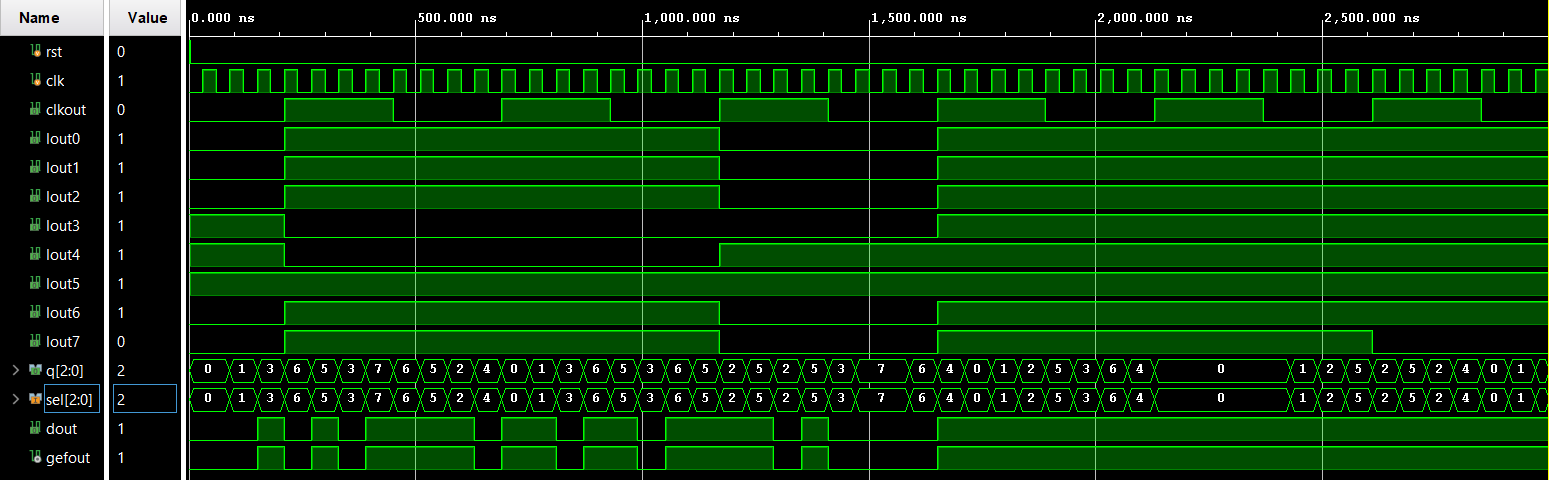 Name Value 0.000 ns 500.000 ns 1,000.000 ns 1,500.000 ns 2,000.000 ns 2,500.000 ns
rst 0
clk 1
clkout 0
lout0 1
lout1 1
lout2 1
lout3 1
lout4 1
lout5 1
lout6 1
lout7 0
q[2:0] 2 0 1 3 6 5 3 7 6 5 2 4 0 1 3 6 5 3 6 5 2 5 2 5 3 7 6 4 0 1 2 5 3 6 4 0 1 2 5 2 5 2 4 0 1
sel[2:0] 2 0 1 3 6 5 3 7 6 5 2 4 0 1 3 6 5 3 6 5 2 5 2 5 3 7 6 4 0 1 2 5 3 6 4 0 1 2 5 2 5 2 4 0 1
dout 1
gefout 1